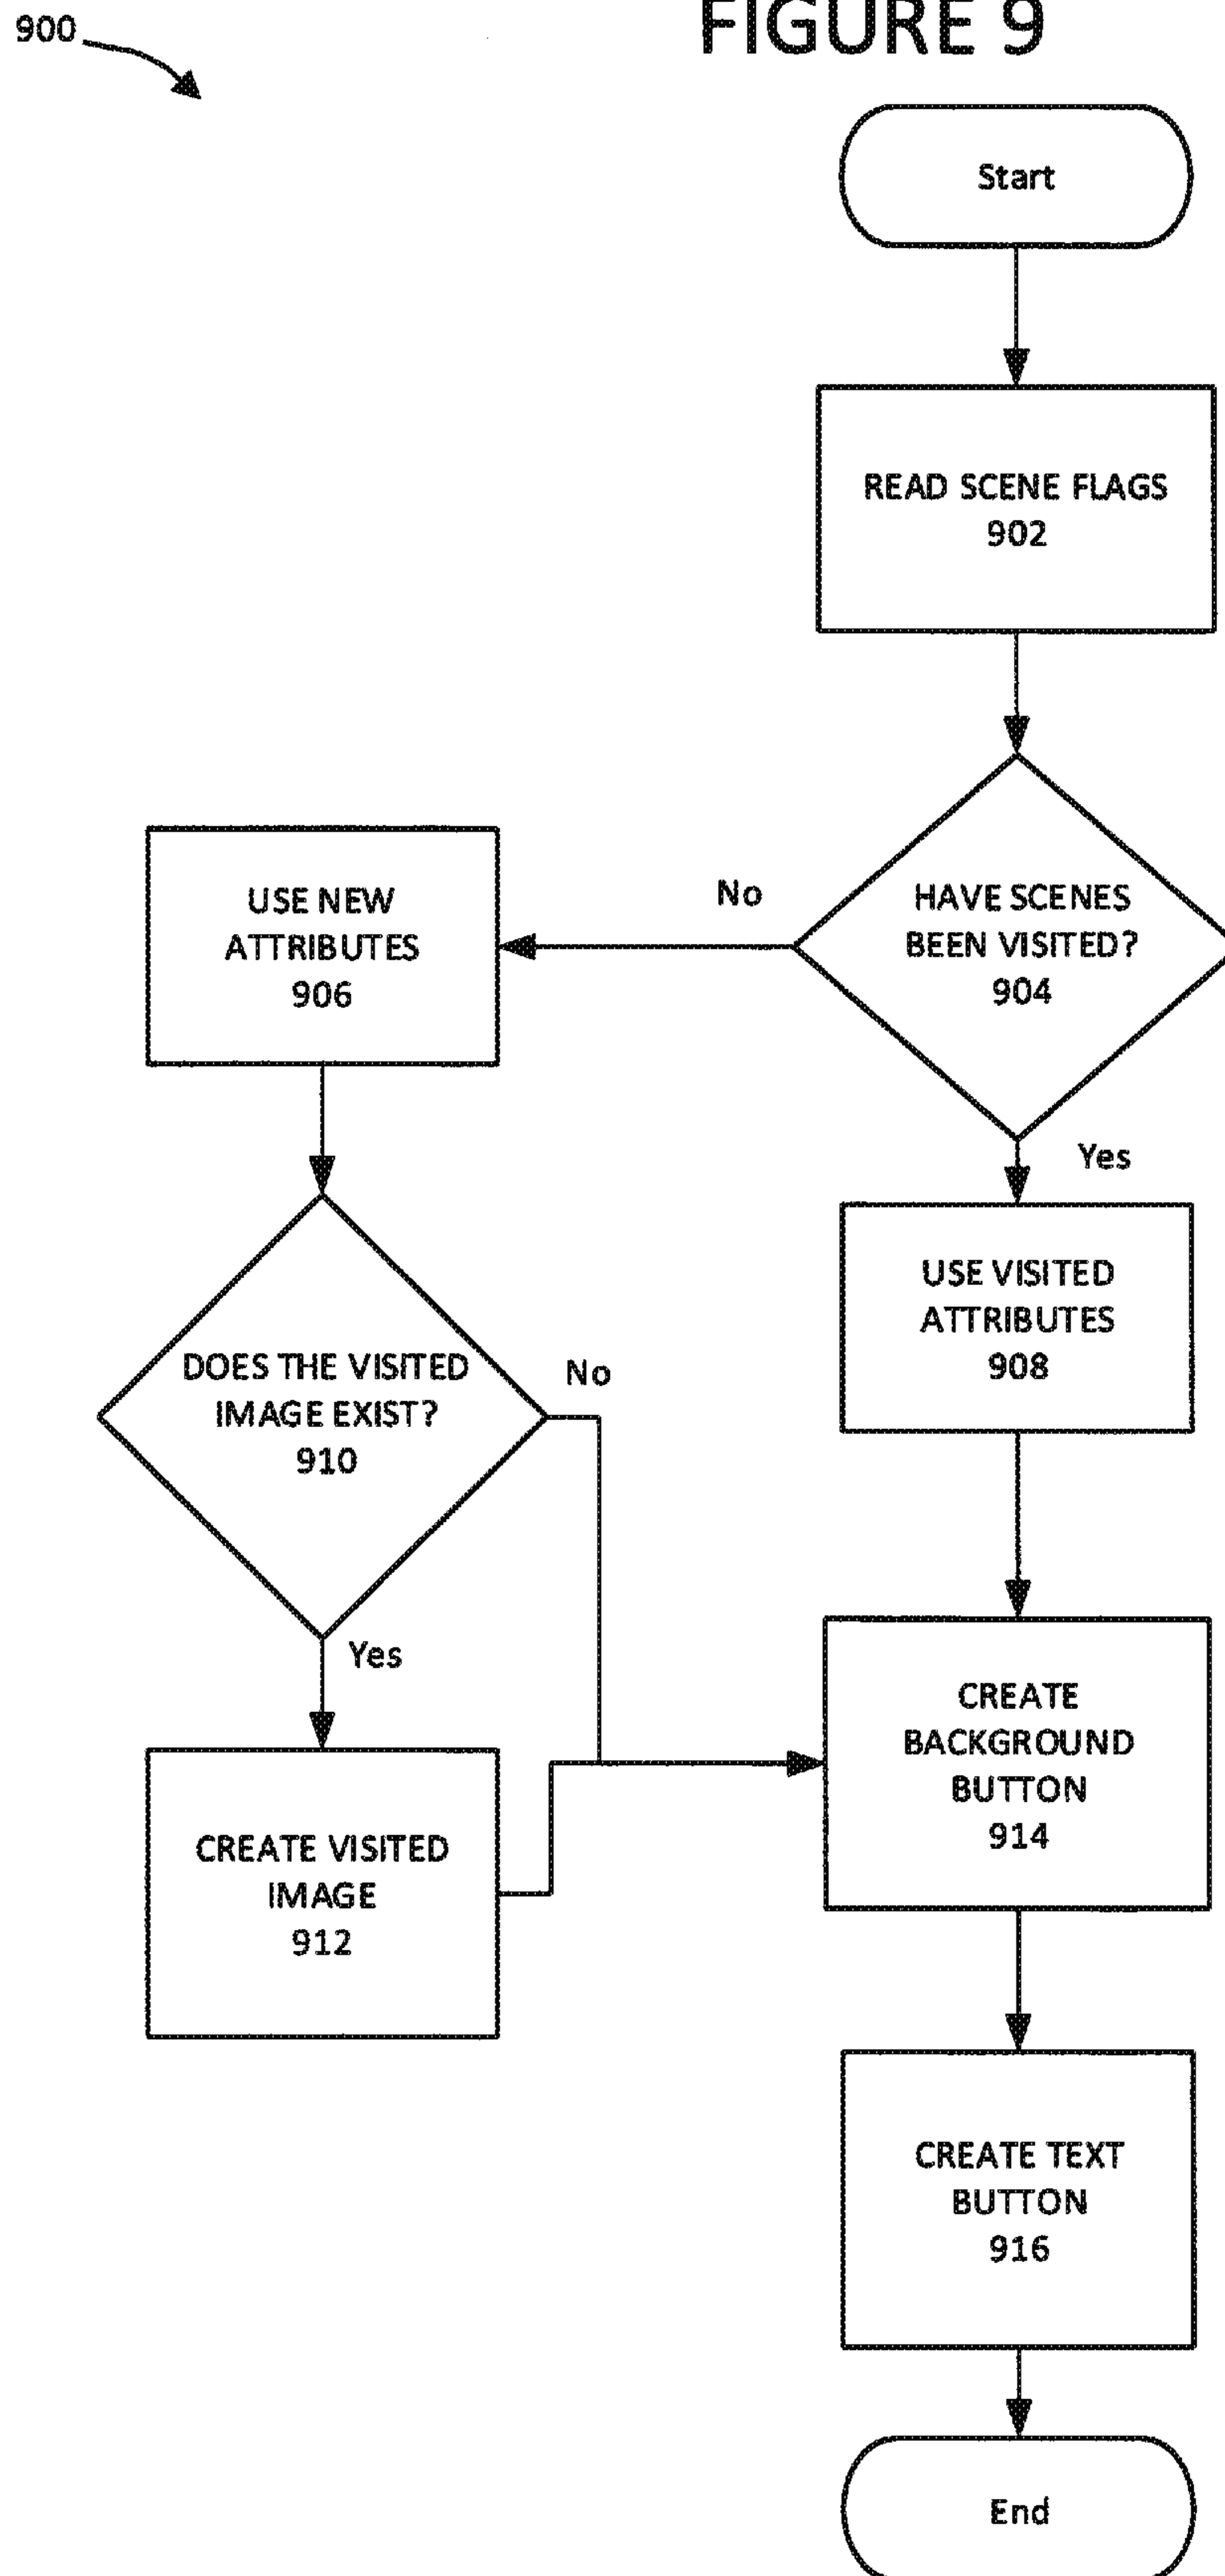 900
FIGURE 9
Start
READ SCENE FLAGS
902
HAVE SCENES
BEEN VISITED?
904
No
Yes
USE NEW
ATTRIBUTES
906
USE VISITED
ATTRIBUTES
908
DOES THE VISITED
IMAGE EXIST?
910
No
Yes
CREATE VISITED
IMAGE
912
CREATE
BACKGROUND
BUTTON
914
CREATE TEXT
BUTTON
916
End